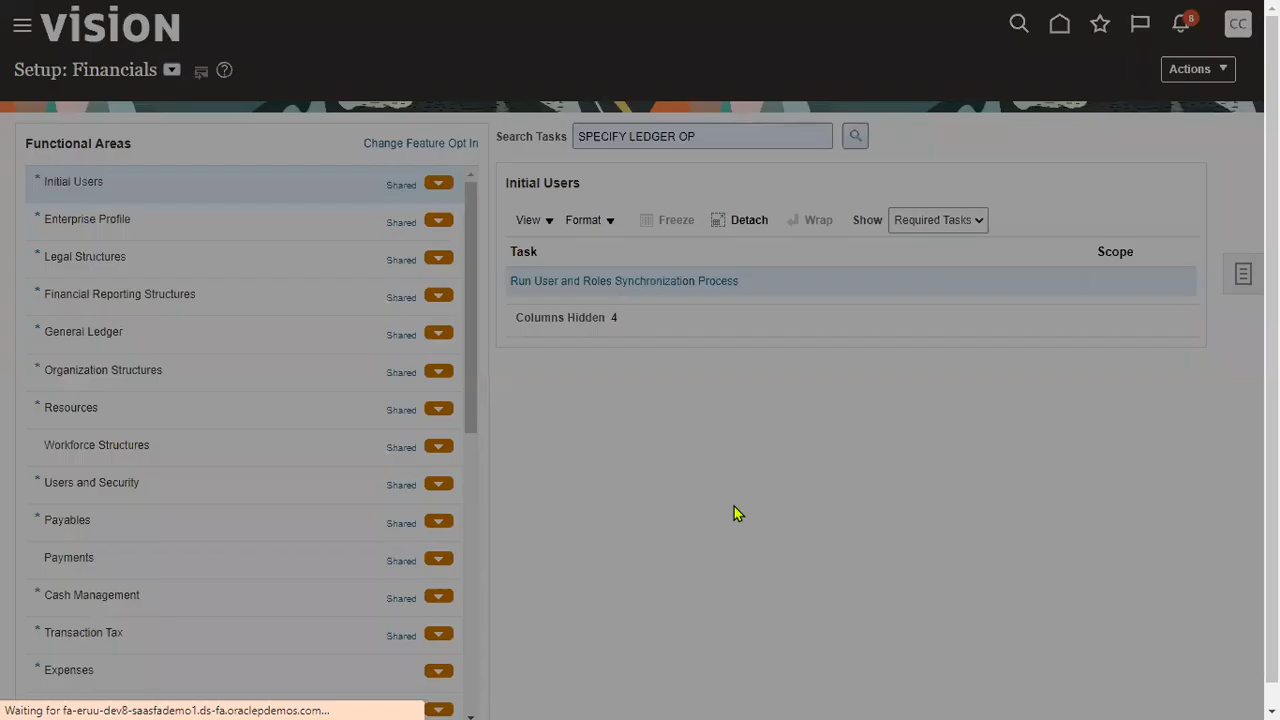 VISION
8
CC
Setup: Financials
Actions
Functional Areas
Change Feature Opt In
Search Tasks SPECIFY LEDGER OP
* Initial Users Shared
* Enterprise Profile Shared
* Legal Structures Shared
* Financial Reporting Structures Shared
* General Ledger Shared
* Organization Structures Shared
* Resources Shared
Workforce Structures Shared
* Users and Security Shared
* Payables Shared
Payments Shared
* Cash Management Shared
* Transaction Tax Shared
* Expenses
Initial Users
View Format Freeze Detach Wrap Show Required Tasks
Task Scope
Run User and Roles Synchronization Process
Columns Hidden 4
Waiting for fa-eruu-dev8-saasfademo1.ds-fa.oraclepdemos.com...